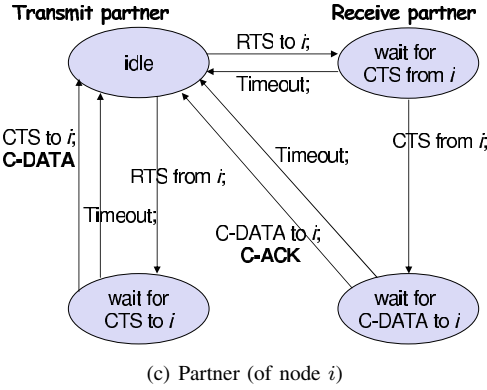 Transmit partner
Receive partner
idle
RTS to i;
Timeout;
wait for
CTS from i
CTS to i;
C-DATA
RTS from i;
Timeout;
Timeout;
CTS from i;
C-DATA to i;
C-ACK
wait for
CTS to i
wait for
C-DATA to i
(c) Partner (of node i)